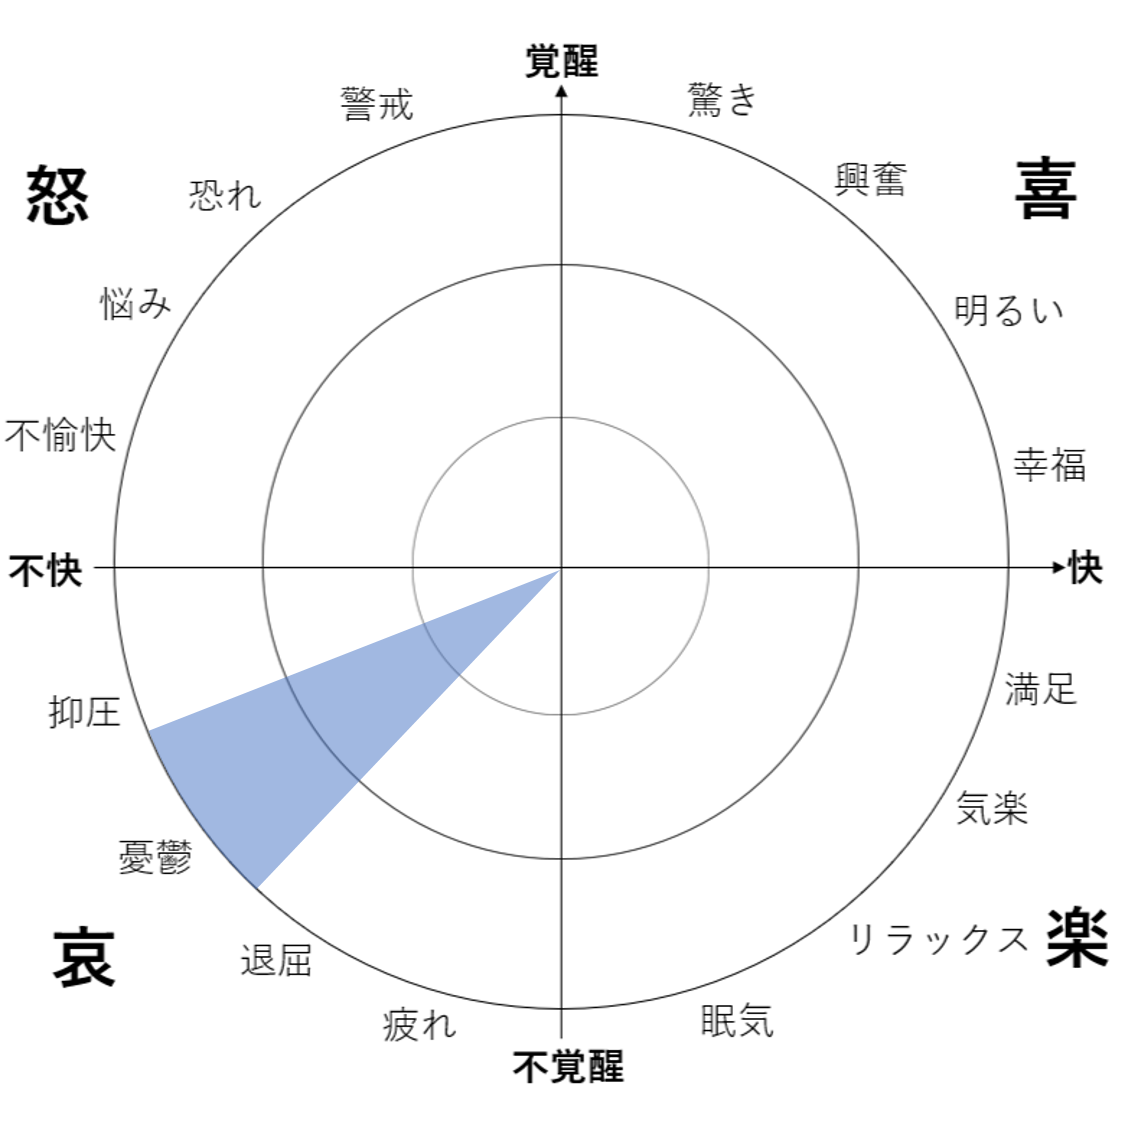 覚醒
警戒
驚き
怒
喜
恐れ
興奮
悩み
明るい
不愉快
幸福
不快
快
抑圧
満足
憂鬱
気楽
哀
退屈
リラックス
楽
疲れ
眠気
不覚醒